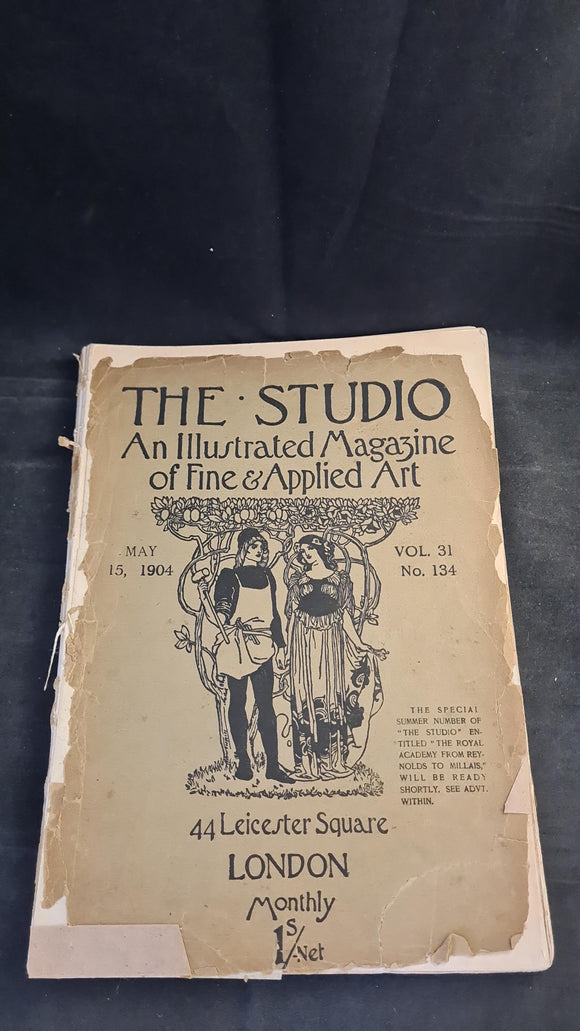 THE · STUDIO
An Illustrated Magazine
of Fine & Applied Art
MAY
15, 1904
VOL. 31
No. 134
THE SPECIAL
SUMMER NUMBER OF
"THE STUDIO" EN-
TITLED "THE ROYAL
ACADEMY FROM REY-
NOLDS TO MILLAIS,"
WILL BE READY
SHORTLY. SEE ADVT.
WITHIN.
44 Leicester Square
LONDON
Monthly
1S/-Net